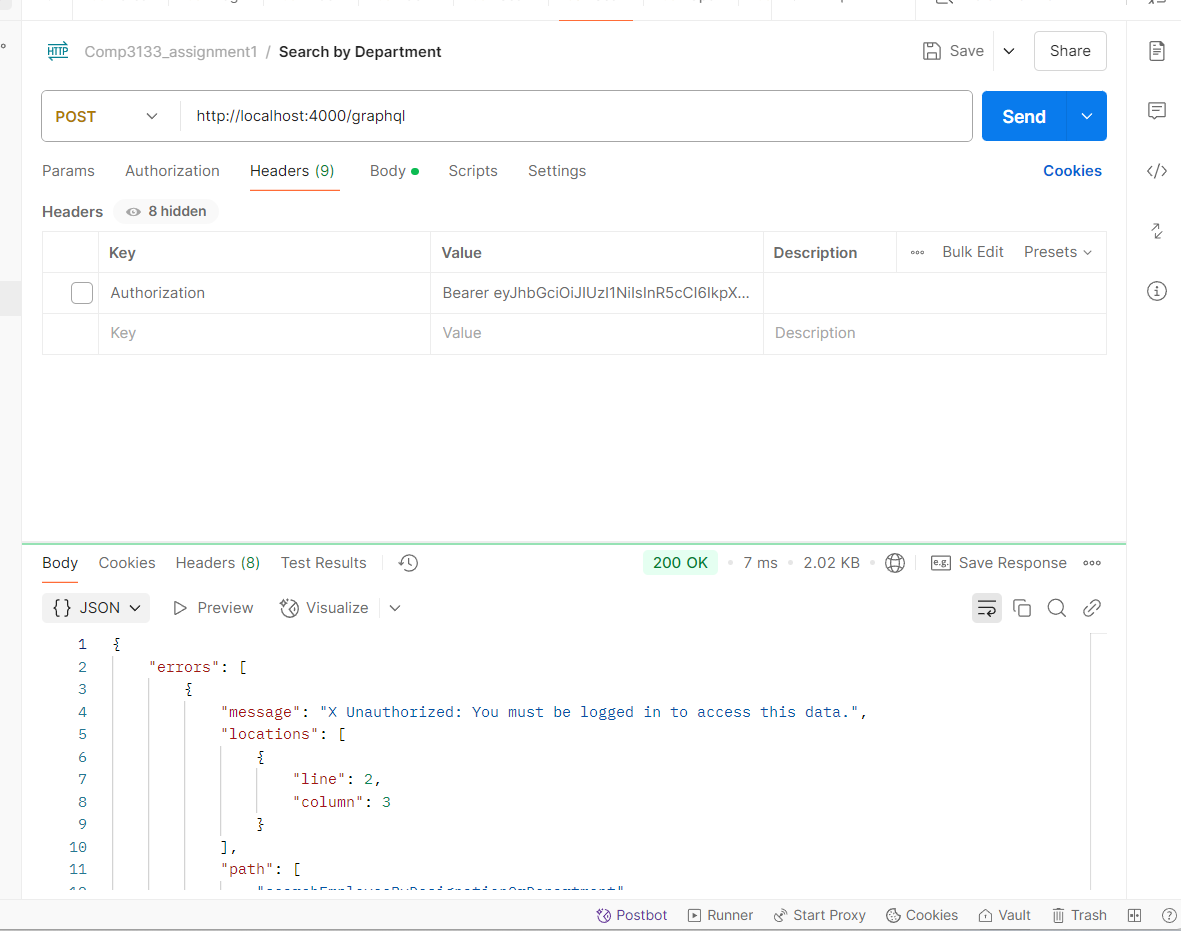 HTTP Comp3133_assignment1 / Search by Department Save Share
POST http://localhost:4000/graphql Send
Params Authorization Headers (9) Body Scripts Settings Cookies
Headers 8 hidden
Key Value Description Bulk Edit Presets
Authorization Bearer eyJhbGciOiJIUzI1NiIsInR5cCI6IkpX...
Key Value Description
Body Cookies Headers (8) Test Results 200 OK 7 ms 2.02 KB e.g. Save Response
{} JSON Preview Visualize
1 {
2 "errors": [
3 {
4 "message": "X Unauthorized: You must be logged in to access this data.",
5 "locations": [
6 {
7 "line": 2,
8 "column": 3
9 }
10 ],
11 "path": [
Postbot Runner Start Proxy Cookies Vault Trash